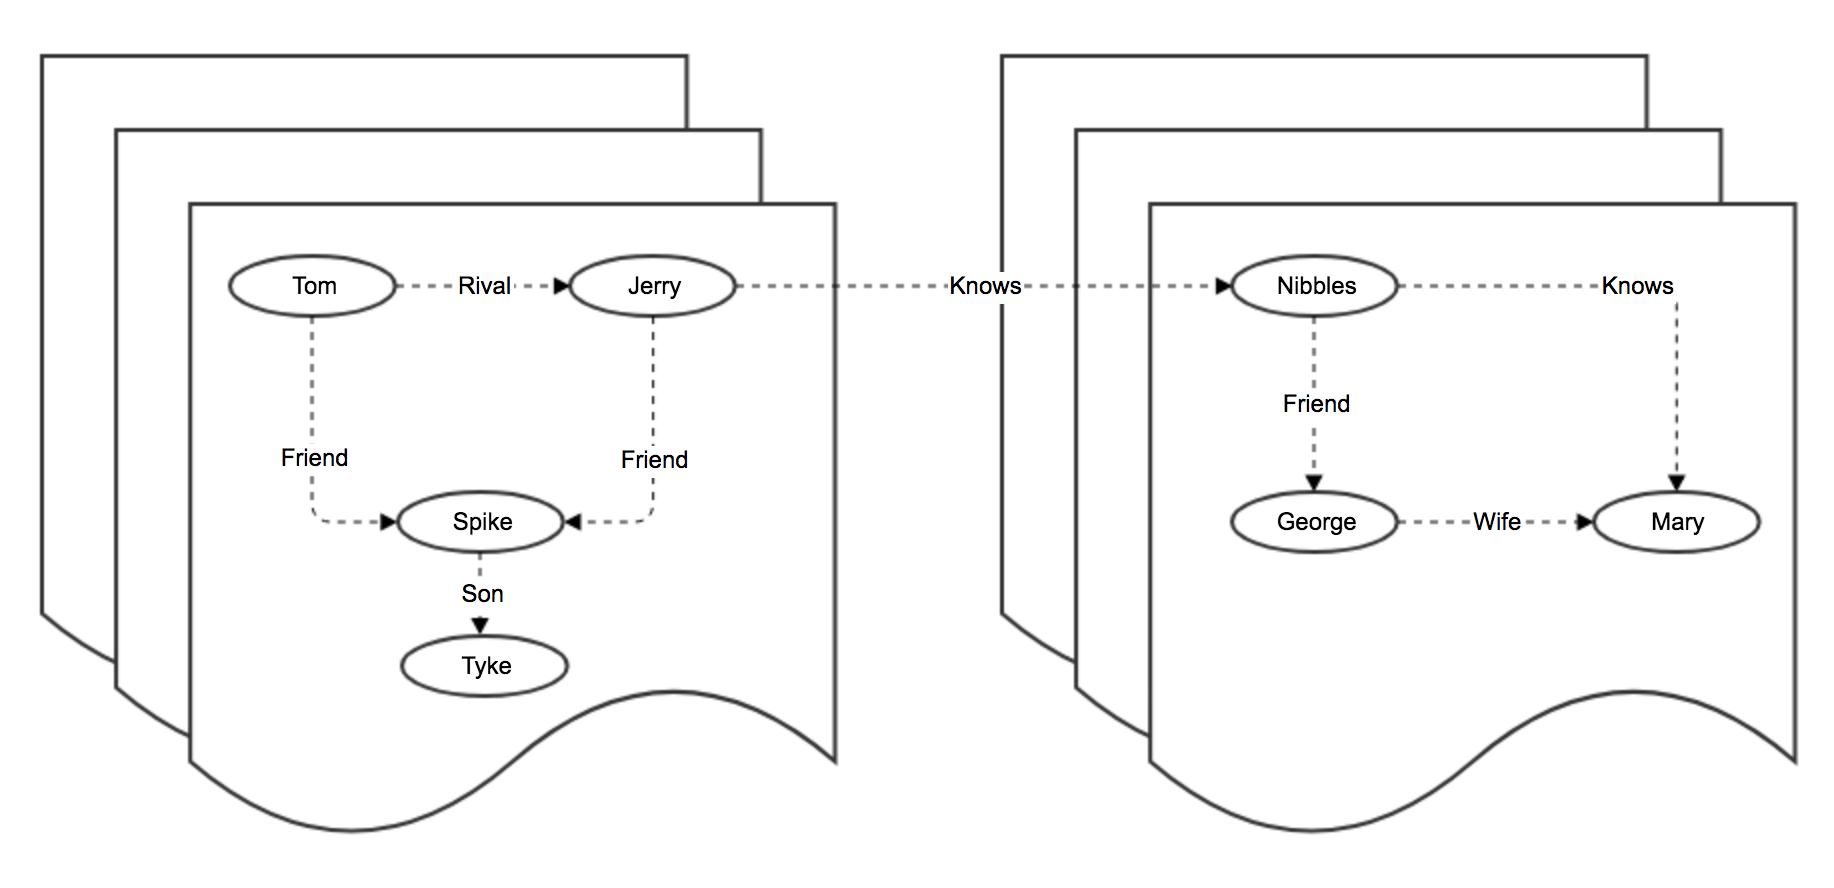 Tom
Rival
Jerry
Knows
Nibbles
Knows
Friend
Friend
Friend
Spike
George
Wife
Mary
Son
Tyke